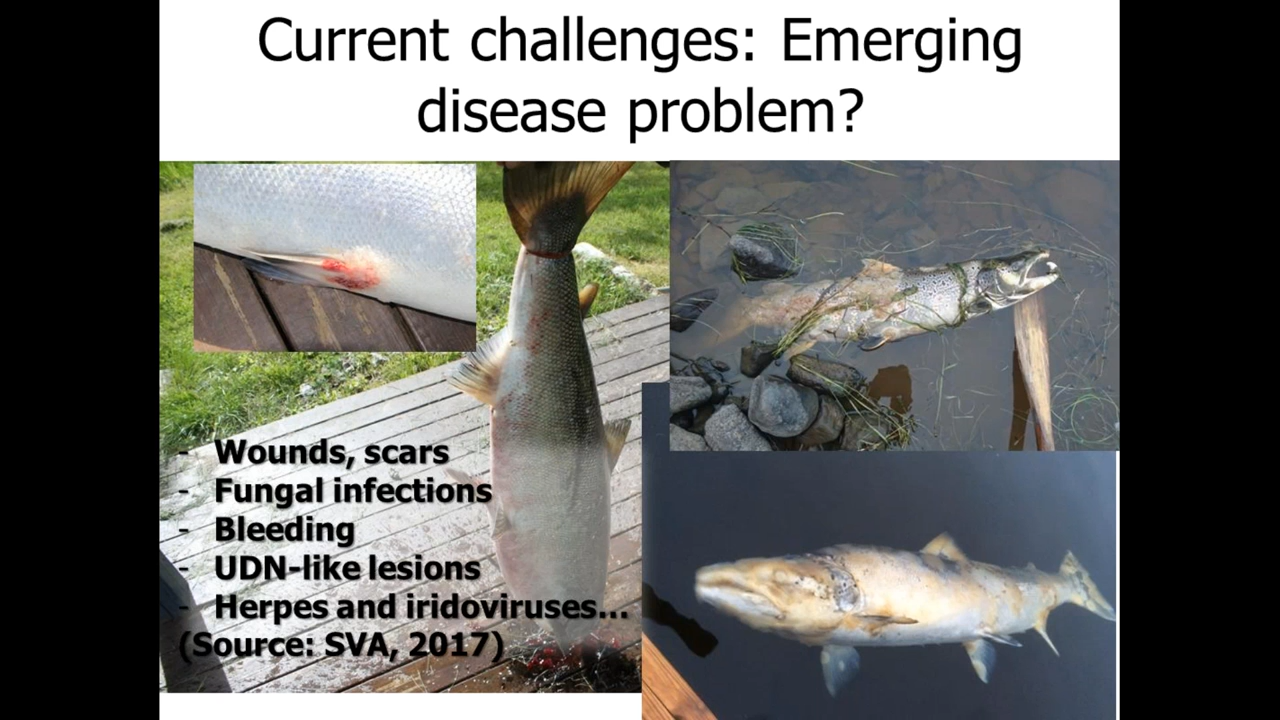 Current challenges: Emerging
disease problem?
- Wounds, scars
- Fungal infections
- Bleeding
- UDN-like lesions
- Herpes and iridoviruses...
(Source: SVA, 2017)